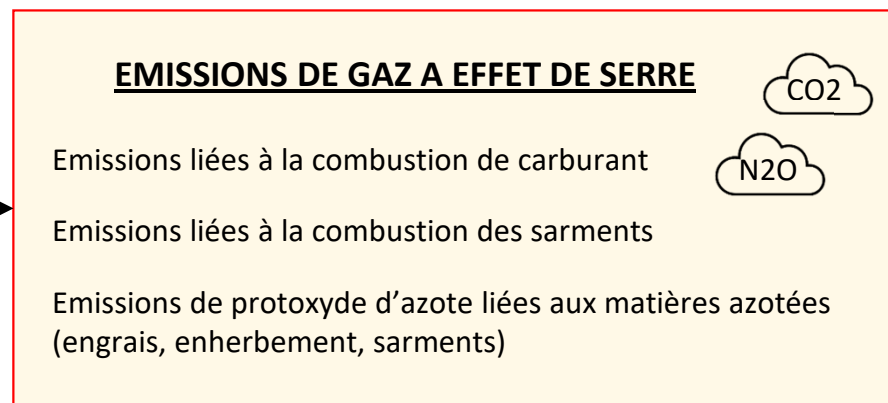 EMISSIONS DE GAZ A EFFET DE SERRE
CO2
Emissions liées à la combustion de carburant
N2O
Emissions liées à la combustion des sarments
Emissions de protoxyde d’azote liées aux matières azotées
(engrais, enherbement, sarments)